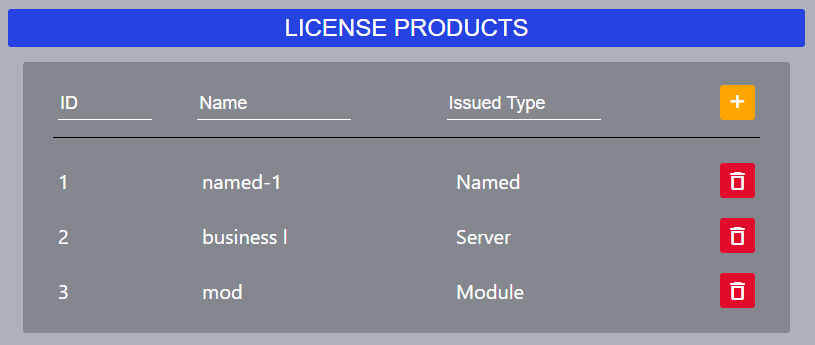 LICENSE PRODUCTS
ID Name Issued Type
1 named-1 Named
2 business l Server
3 mod Module